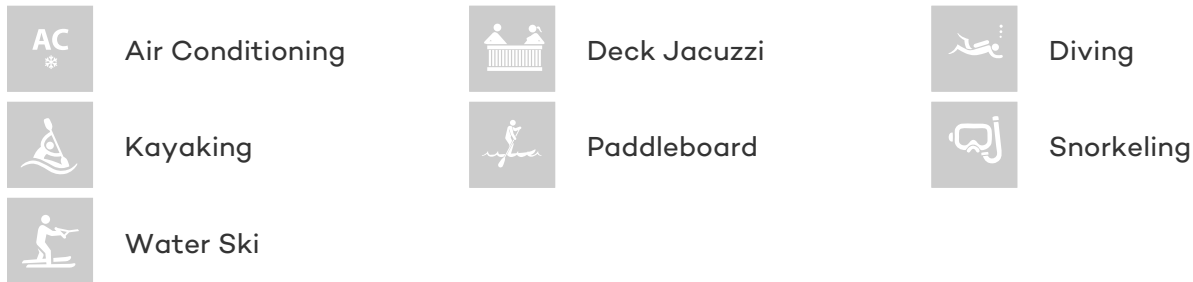 AC
Air Conditioning
Deck Jacuzzi
Diving
Kayaking
Paddleboard
Snorkeling
Water Ski